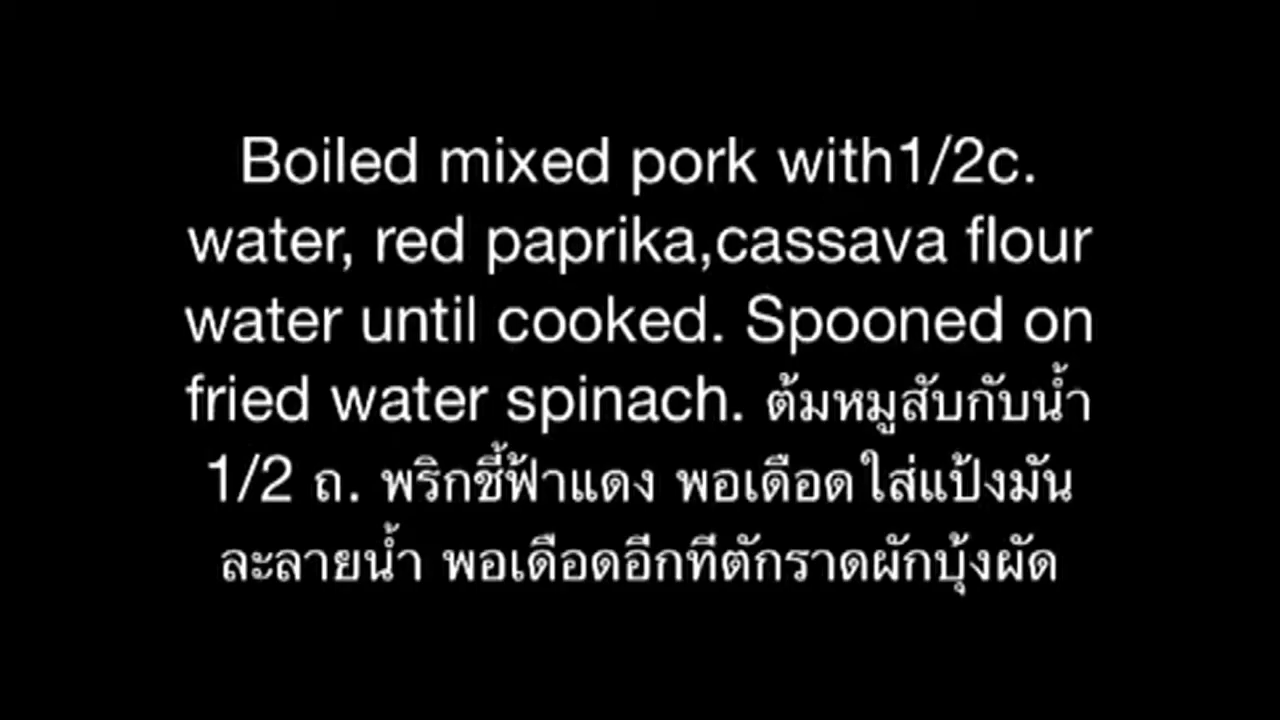 Boiled mixed pork with1/2c.
water, red paprika,cassava flour
water until cooked. Spooned on
fried water spinach. ต้มหมูสับกับน้ำ
1/2 ถ. พริกชี้ฟ้าแดง พอเดือดใส่แป้งมัน
ละลายน้ำ พอเดือดอีกทีตักราดผักบุ้งผัด